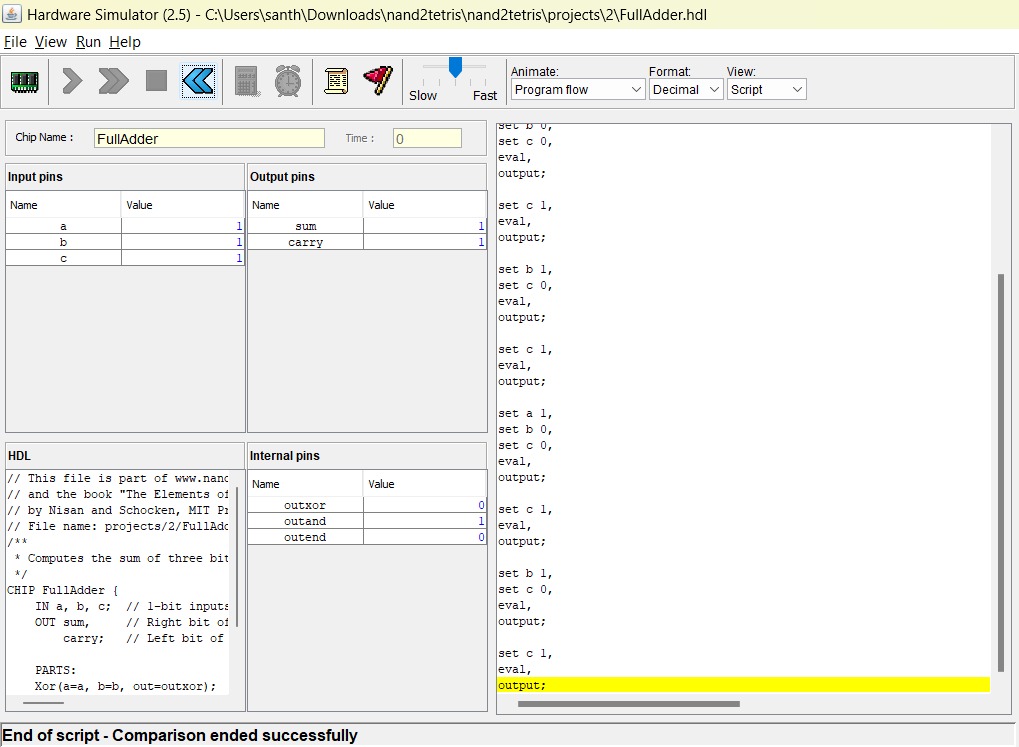 Hardware Simulator (2.5) - C:\Users\santh\Downloads\nand2tetris\nand2tetris\projects\2\FullAdder.hdl
File View Run Help
Slow Fast
Animate: Format: View:
Program flow Decimal Script
Chip Name : FullAdder Time : 0
Input pins
Name Value
a 1
b 1
c 1
Output pins
Name Value
sum 1
carry 1
HDL
// This file is part of www.nand
// and the book "The Elements of
// by Nisan and Schocken, MIT Pr
// File name: projects/2/FullAdd
/**
* Computes the sum of three bit
*/
CHIP FullAdder {
IN a, b, c; // 1-bit inputs
OUT sum, // Right bit of
carry; // Left bit of
PARTS:
Xor(a=a, b=b, out=outxor);
Internal pins
Name Value
outxor 0
outand 1
outend 0
set b 0,
set c 0,
eval,
output;
set c 1,
eval,
output;
set b 1,
set c 0,
eval,
output;
set c 1,
eval,
output;
set a 1,
set b 0,
set c 0,
eval,
output;
set c 1,
eval,
output;
set b 1,
set c 0,
eval,
output;
set c 1,
eval,
output;
End of script - Comparison ended successfully